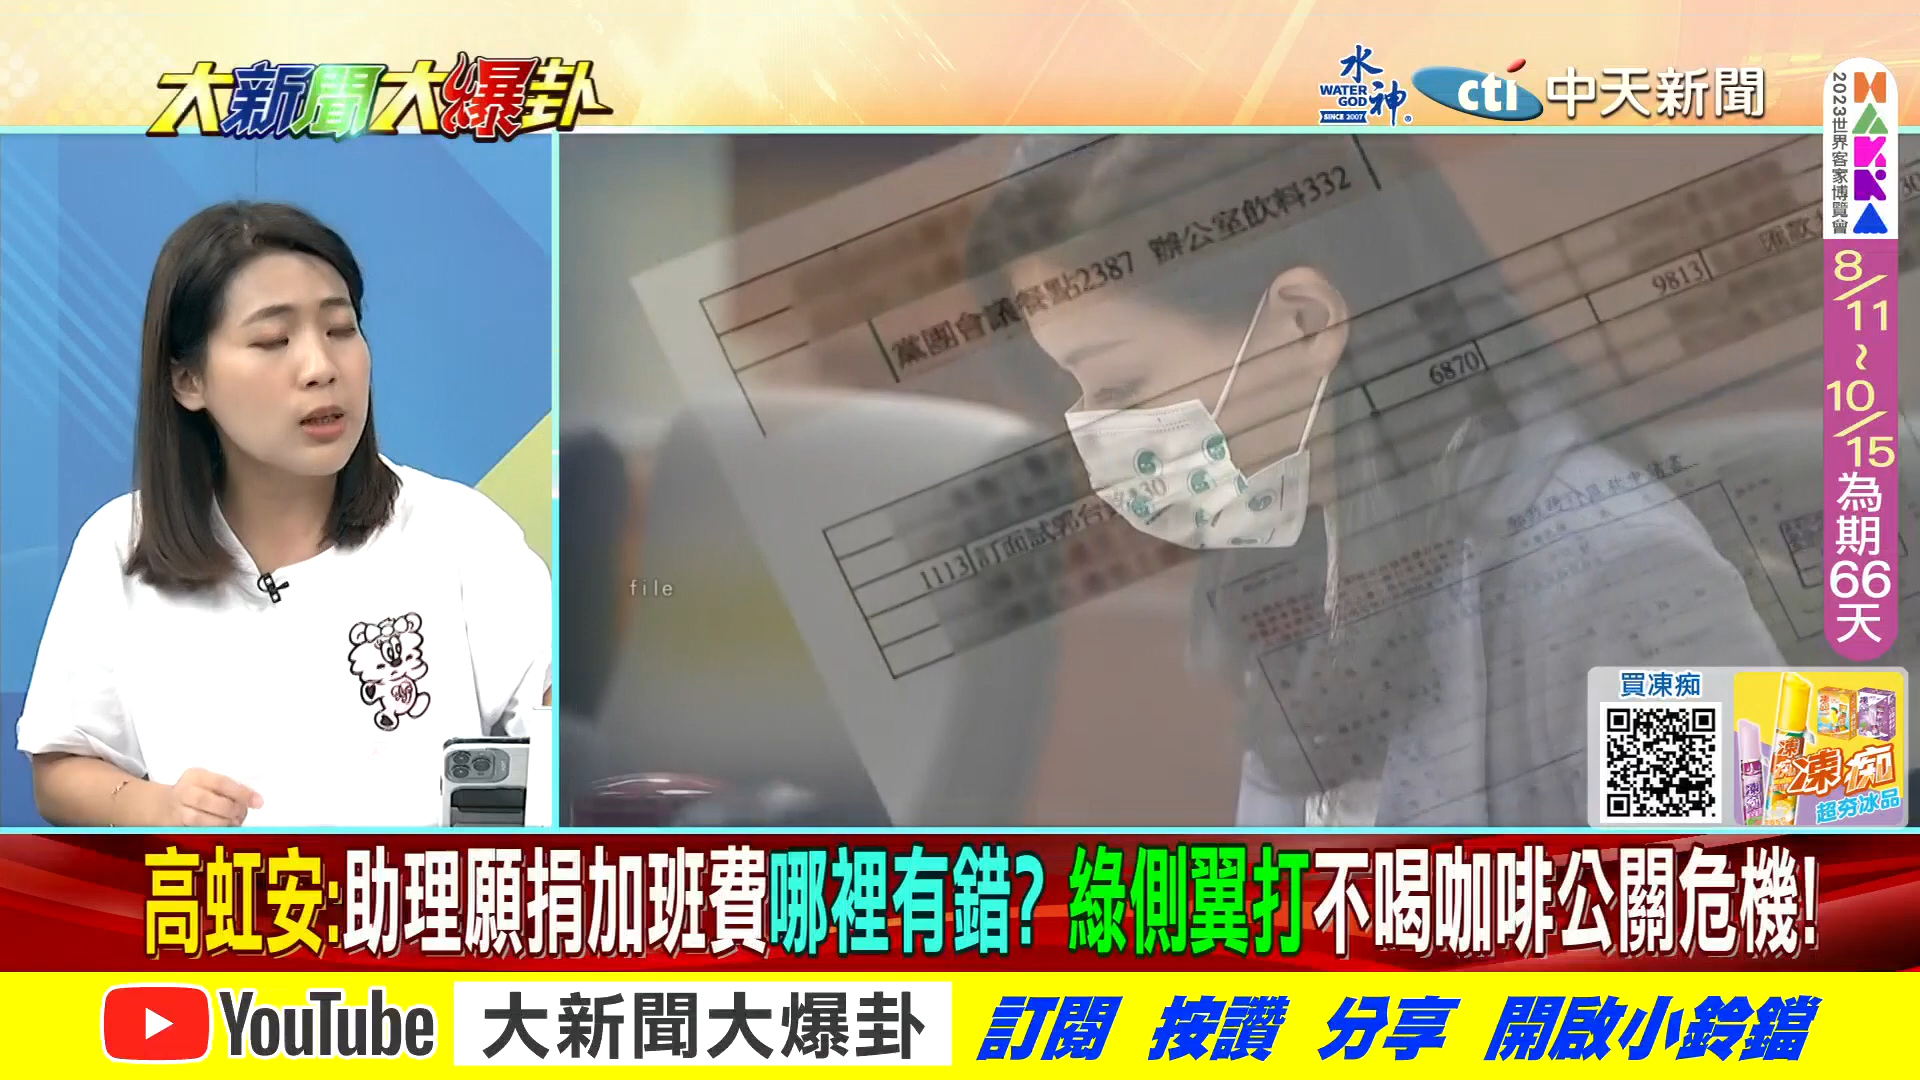 大新聞大爆卦
水神
WATER GOD
SINCE 2007
cti 中天新聞
HAKKA
2023世界客家博覽會
8/11
~
10/15
為期
66
天
黨團會議餐點2387 辦公室飲料332
9813
6870
1113
file
買凍痴
凍痴
超夯冰品
高虹安:助理願捐加班費哪裡有錯? 綠側翼打不喝咖啡公關危機!
YouTube 大新聞大爆卦 訂閱 按讚 分享 開啟小鈴鐺